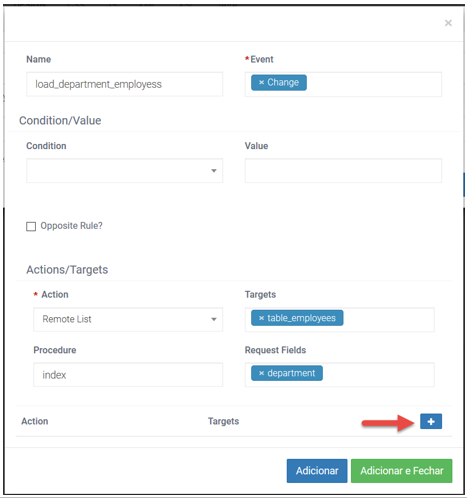 ×
Name
* Event
load_department_employess
× Change
Condition/Value
Condition
Value
Opposite Rule?
Actions/Targets
* Action
Targets
Remote List
× table_employees
Procedure
Request Fields
index
× department
Action
Targets
+
Adicionar
Adicionar e Fechar